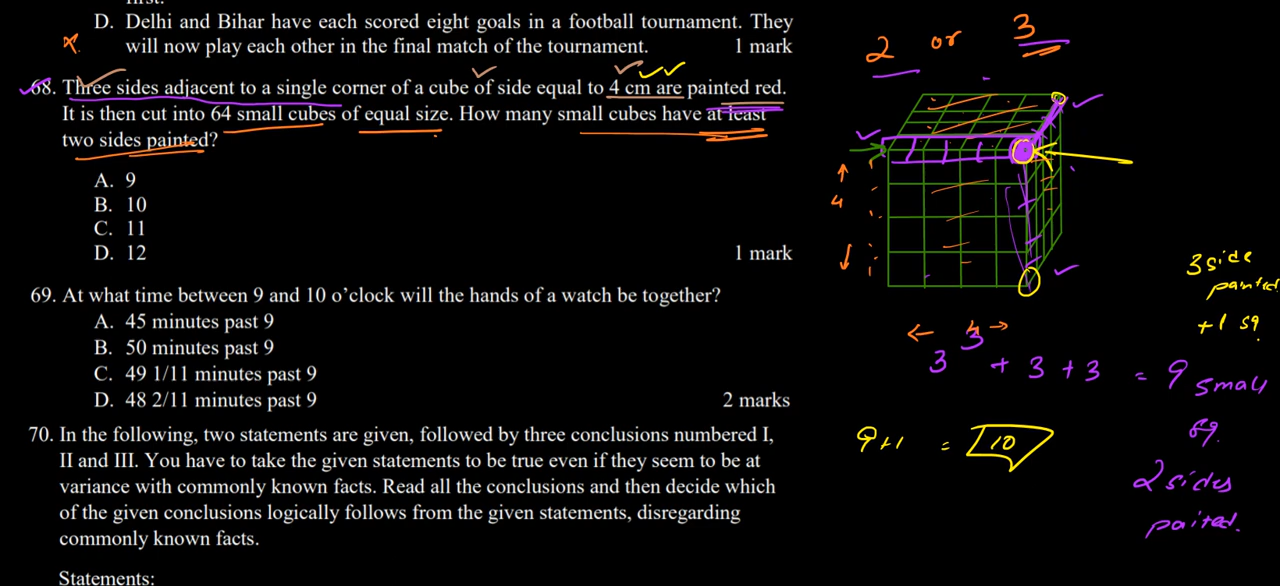 first.
D. Delhi and Bihar have each scored eight goals in a football tournament. They
will now play each other in the final match of the tournament. 1 mark
68. Three sides adjacent to a single corner of a cube of side equal to 4 cm are painted red.
It is then cut into 64 small cubes of equal size. How many small cubes have at least
two sides painted?
A. 9
B. 10
C. 11
D. 12 1 mark
69. At what time between 9 and 10 o'clock will the hands of a watch be together?
A. 45 minutes past 9
B. 50 minutes past 9
C. 49 1/11 minutes past 9
D. 48 2/11 minutes past 9 2 marks
70. In the following, two statements are given, followed by three conclusions numbered I,
II and III. You have to take the given statements to be true even if they seem to be at
variance with commonly known facts. Read all the conclusions and then decide which
of the given conclusions logically follows from the given statements, disregarding
commonly known facts.
Statements:
2 or 3
4
4
3 side
painted
+1 sq
3
3 + 3 + 3 = 9 small
sq.
2 sides
paited.
9+1 = 10